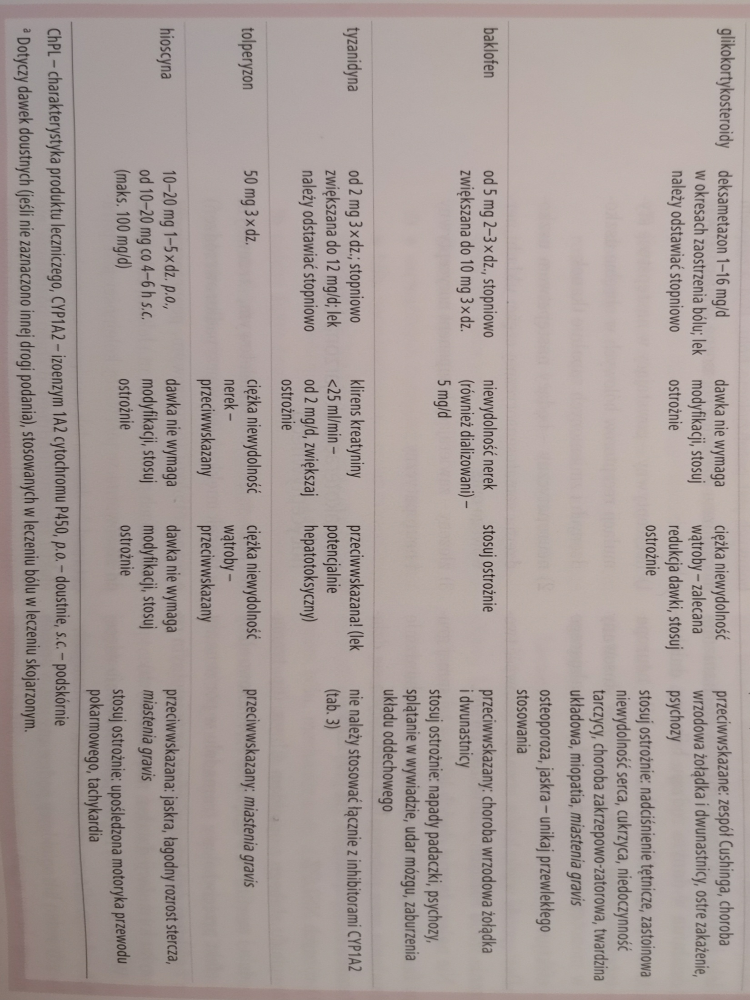 glikokortykosteroidy
deksametazon 1–16 mg/d
w okresach zaostrzenia bólu; lek
należy odstawiać stopniowo
dawka nie wymaga
modyfikacji, stosuj
ostrożnie
ciężka niewydolność
wątroby – zalecana
redukcja dawki, stosuj
ostrożnie
przeciwwskazane: zespół Cushinga, choroba
wrzodowa żołądka i dwunastnicy, ostre zakażenie,
psychozy
stosuj ostrożnie: nadciśnienie tętnicze, zastoinowa
niewydolność serca, cukrzyca, niedoczynność
tarczycy, choroba zakrzepowo-zatorowa, twardzina
układowa, miopatia, miastenia gravis
osteoporoza, jaskra – unikaj przewlekłego
stosowania
baklofen
od 5 mg 2–3 × dz., stopniowo
zwiększana do 10 mg 3 × dz.
niewydolność nerek
(również dializowani) –
5 mg/d
stosuj ostrożnie
przeciwwskazany: choroba wrzodowa żołądka
i dwunastnicy
stosuj ostrożnie: napady padaczki, psychozy,
splątanie w wywiadzie, udar mózgu, zaburzenia
układu oddechowego
tyzanidyna
od 2 mg 3 × dz.; stopniowo
zwiększana do 12 mg/d; lek
należy odstawiać stopniowo
klirens kreatyniny
<25 ml/min –
od 2 mg/d, zwiększaj
ostrożnie
przeciwwskazana! (lek
potencjalnie
hepatotoksyczny)
nie należy stosować łącznie z inhibitorami CYP1A2
(tab. 3)
tolperyzon
50 mg 3 × dz.
ciężka niewydolność
nerek –
przeciwwskazany
ciężka niewydolność
wątroby –
przeciwwskazany
przeciwwskazany: miastenia gravis
hioscyna
10–20 mg 1–5 × dz. p.o.,
od 10–20 mg co 4–6 h s.c.
(maks. 100 mg/d)
dawka nie wymaga
modyfikacji, stosuj
ostrożnie
dawka nie wymaga
modyfikacji, stosuj
ostrożnie
przeciwwskazana: jaskra, łagodny rozrost stercza,
miastenia gravis
stosuj ostrożnie: upośledzona motoryka przewodu
pokarmowego, tachykardia
ChPL – charakterystyka produktu leczniczego, CYP1A2 – izoenzym 1A2 cytochromu P450, p.o. – doustnie, s.c. – podskórnie
a Dotyczy dawek doustnych (jeśli nie zaznaczono innej drogi podania), stosowanych w leczeniu bólu w leczeniu skojarzonym.